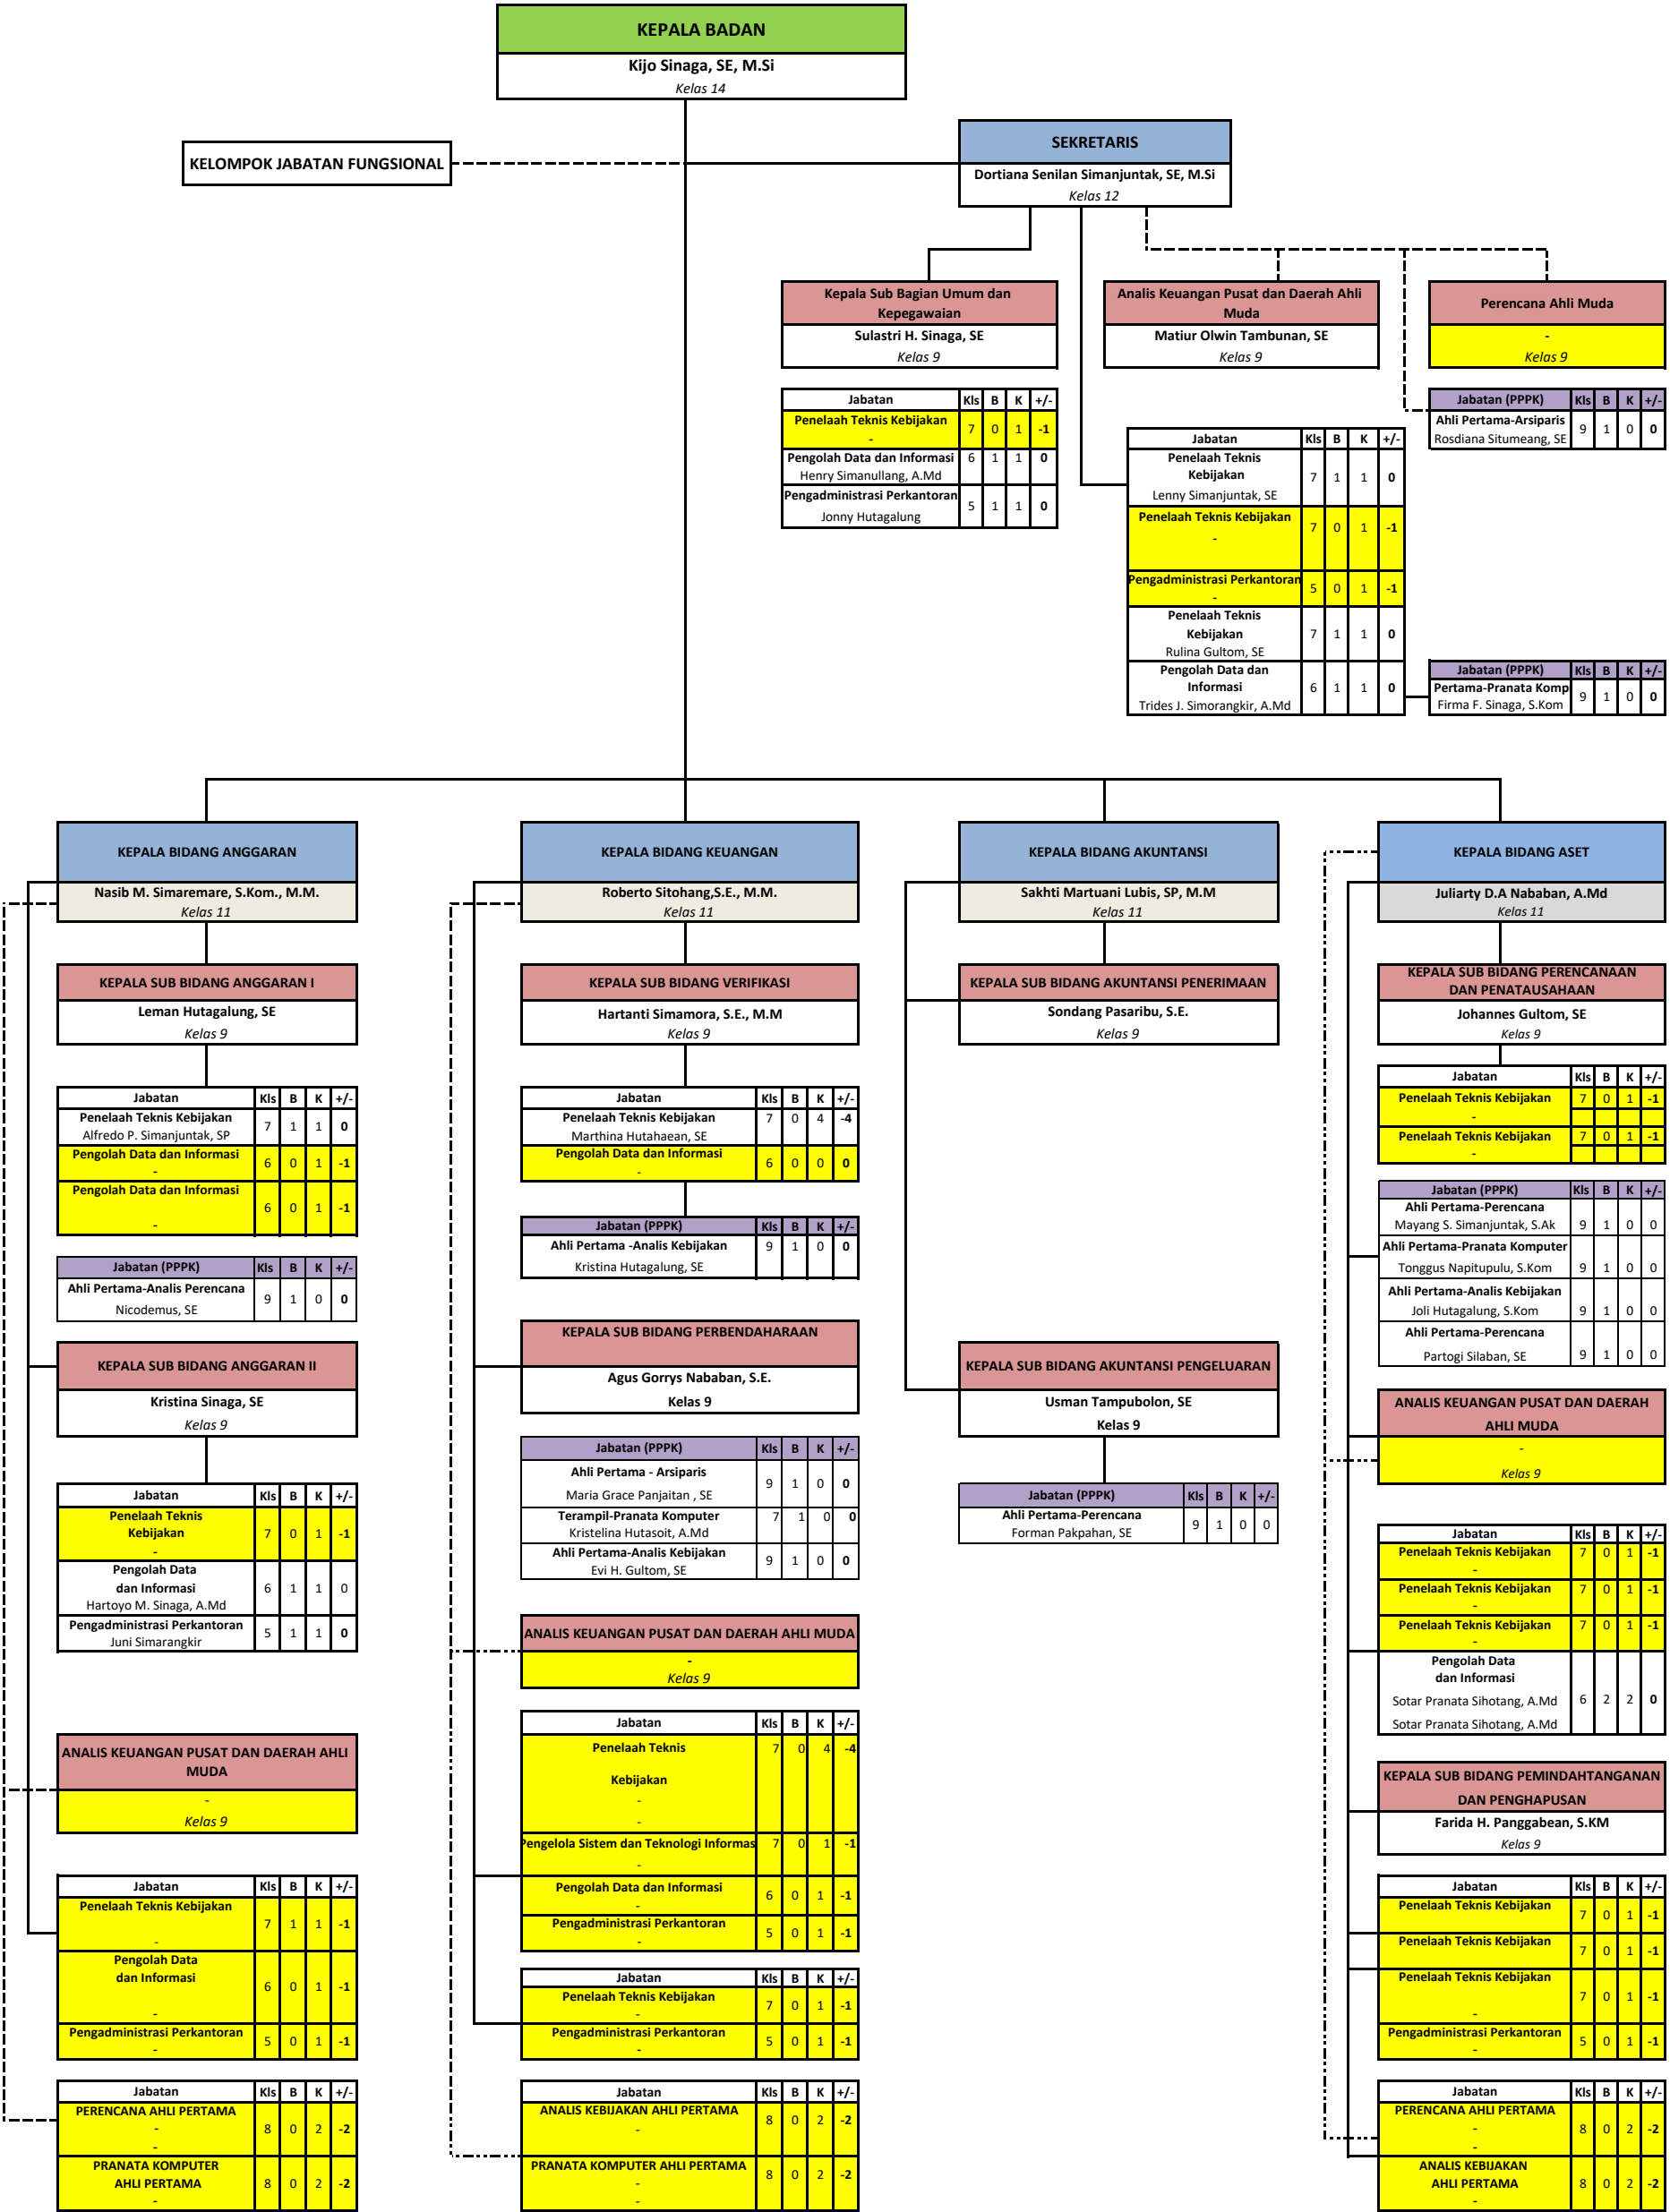 KEPALA BADAN
Kijo Sinaga, SE, M.Si
Kelas 14
KELOMPOK JABATAN FUNGSIONAL
SEKRETARIS
Dortiana Senilan Simanjuntak, SE, M.Si
Kelas 12
Kepala Sub Bagian Umum dan
Kepegawaian
Sulastri H. Sinaga, SE
Kelas 9
Jabatan Kls B K +/-
Penelaah Teknis Kebijakan 7 0 1 -1
-
Pengolah Data dan Informasi 6 1 1 0
Henry Simanullang, A.Md
Pengadministrasi Perkantoran 5 1 1 0
Jonny Hutagalung
Analis Keuangan Pusat dan Daerah Ahli
Muda
Matiur Olwin Tambunan, SE
Kelas 9
Jabatan Kls B K +/-
Penelaah Teknis
Kebijakan 7 1 1 0
Lenny Simanjuntak, SE
Penelaah Teknis Kebijakan 7 0 1 -1
-
Pengadministrasi Perkantoran 5 0 1 -1
-
Penelaah Teknis
Kebijakan 7 1 1 0
Rulina Gultom, SE
Pengolah Data dan
Informasi 6 1 1 0
Trides J. Simorangkir, A.Md
Perencana Ahli Muda
-
Kelas 9
Jabatan (PPPK) Kls B K +/-
Ahli Pertama-Arsiparis 9 1 0 0
Rosdiana Situmeang, SE
Jabatan (PPPK) Kls B K +/-
Pertama-Pranata Komp 9 1 0 0
Firma F. Sinaga, S.Kom
KEPALA BIDANG ANGGARAN
Nasib M. Simaremare, S.Kom., M.M.
Kelas 11
KEPALA SUB BIDANG ANGGARAN I
Leman Hutagalung, SE
Kelas 9
Jabatan Kls B K +/-
Penelaah Teknis Kebijakan 7 1 1 0
Alfredo P. Simanjuntak, SP
Pengolah Data dan Informasi 6 0 1 -1
-
Pengolah Data dan Informasi 6 0 1 -1
-
Jabatan (PPPK) Kls B K +/-
Ahli Pertama-Analis Perencana 9 1 0 0
Nicodemus, SE
KEPALA SUB BIDANG ANGGARAN II
Kristina Sinaga, SE
Kelas 9
Jabatan Kls B K +/-
Penelaah Teknis
Kebijakan 7 0 1 -1
-
Pengolah Data
dan Informasi 6 1 1 0
Hartoyo M. Sinaga, A.Md
Pengadministrasi Perkantoran 5 1 1 0
Juni Simarangkir
ANALIS KEUANGAN PUSAT DAN DAERAH AHLI
MUDA
-
Kelas 9
Jabatan Kls B K +/-
Penelaah Teknis Kebijakan 7 1 1 -1
-
Pengolah Data
dan Informasi 6 0 1 -1
-
Pengadministrasi Perkantoran 5 0 1 -1
-
Jabatan Kls B K +/-
PERENCANA AHLI PERTAMA
- 8 0 2 -2
-
PRANATA KOMPUTER
AHLI PERTAMA 8 0 2 -2
-
KEPALA BIDANG KEUANGAN
Roberto Sitohang,S.E., M.M.
Kelas 11
KEPALA SUB BIDANG VERIFIKASI
Hartanti Simamora, S.E., M.M
Kelas 9
Jabatan Kls B K +/-
Penelaah Teknis Kebijakan 7 0 4 -4
Marthina Hutahaean, SE
Pengolah Data dan Informasi 6 0 0 0
-
Jabatan (PPPK) Kls B K +/-
Ahli Pertama -Analis Kebijakan 9 1 0 0
Kristina Hutagalung, SE
KEPALA SUB BIDANG PERBENDAHARAAN
Agus Gorrys Nababan, S.E.
Kelas 9
Jabatan (PPPK) Kls B K +/-
Ahli Pertama - Arsiparis 9 1 0 0
Maria Grace Panjaitan , SE
Terampil-Pranata Komputer 7 1 0 0
Kristelina Hutasoit, A.Md
Ahli Pertama-Analis Kebijakan 9 1 0 0
Evi H. Gultom, SE
ANALIS KEUANGAN PUSAT DAN DAERAH AHLI MUDA
-
Kelas 9
Jabatan Kls B K +/-
Penelaah Teknis 7 0 4 -4
Kebijakan
-
-
Pengelola Sistem dan Teknologi Informas 7 0 1 -1
-
Pengolah Data dan Informasi 6 0 1 -1
-
Pengadministrasi Perkantoran 5 0 1 -1
-
Jabatan Kls B K +/-
Penelaah Teknis Kebijakan 7 0 1 -1
-
Pengadministrasi Perkantoran 5 0 1 -1
-
Jabatan Kls B K +/-
ANALIS KEBIJAKAN AHLI PERTAMA 8 0 2 -2
-
PRANATA KOMPUTER AHLI PERTAMA 8 0 2 -2
-
-
KEPALA BIDANG AKUNTANSI
Sakhti Martuani Lubis, SP, M.M
Kelas 11
KEPALA SUB BIDANG AKUNTANSI PENERIMAAN
Sondang Pasaribu, S.E.
Kelas 9
KEPALA SUB BIDANG AKUNTANSI PENGELUARAN
Usman Tampubolon, SE
Kelas 9
Jabatan (PPPK) Kls B K +/-
Ahli Pertama-Perencana 9 1 0 0
Forman Pakpahan, SE
KEPALA BIDANG ASET
Juliarty D.A Nababan, A.Md
Kelas 11
KEPALA SUB BIDANG PERENCANAAN
DAN PENATAUSAHAAN
Johannes Gultom, SE
Kelas 9
Jabatan Kls B K +/-
Penelaah Teknis Kebijakan 7 0 1 -1
-
Penelaah Teknis Kebijakan 7 0 1 -1
-
Jabatan (PPPK) Kls B K +/-
Ahli Pertama-Perencana
Mayang S. Simanjuntak, S.Ak 9 1 0 0
Ahli Pertama-Pranata Komputer
Tonggus Napitupulu, S.Kom 9 1 0 0
Ahli Pertama-Analis Kebijakan
Joli Hutagalung, S.Kom 9 1 0 0
Ahli Pertama-Perencana
Partogi Silaban, SE 9 1 0 0
ANALIS KEUANGAN PUSAT DAN DAERAH
AHLI MUDA
-
Kelas 9
Jabatan Kls B K +/-
Penelaah Teknis Kebijakan 7 0 1 -1
-
Penelaah Teknis Kebijakan 7 0 1 -1
-
Penelaah Teknis Kebijakan 7 0 1 -1
-
Pengolah Data
dan Informasi
Sotar Pranata Sihotang, A.Md 6 2 2 0
Sotar Pranata Sihotang, A.Md
KEPALA SUB BIDANG PEMINDAHTANGANAN
DAN PENGHAPUSAN
Farida H. Panggabean, S.KM
Kelas 9
Jabatan Kls B K +/-
Penelaah Teknis Kebijakan 7 0 1 -1
-
Penelaah Teknis Kebijakan 7 0 1 -1
-
Penelaah Teknis Kebijakan 7 0 1 -1
-
Pengadministrasi Perkantoran 5 0 1 -1
-
Jabatan Kls B K +/-
PERENCANA AHLI PERTAMA
- 8 0 2 -2
-
ANALIS KEBIJAKAN
AHLI PERTAMA 8 0 2 -2
-